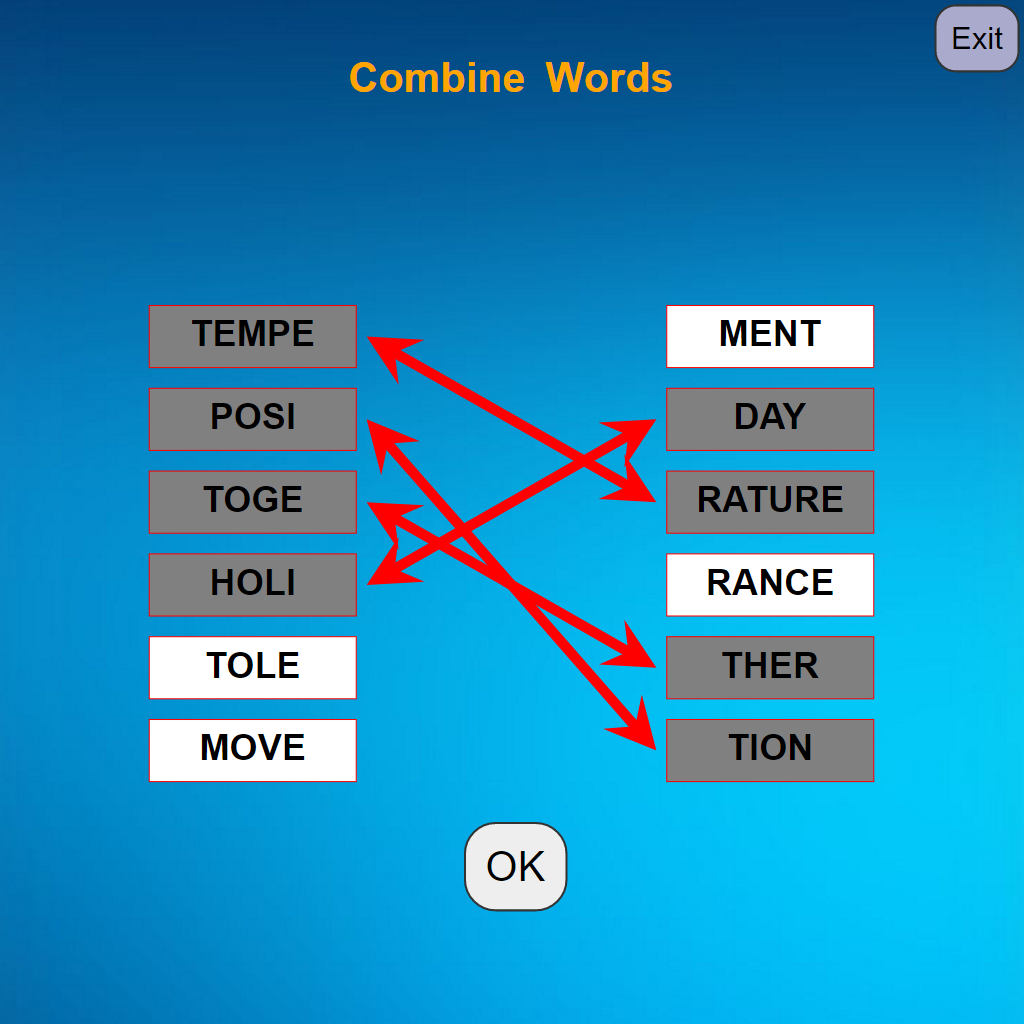 Exit
Combine Words
TEMPE
MENT
POSI
DAY
TOGE
RATURE
HOLI
RANCE
TOLE
THER
MOVE
TION
OK